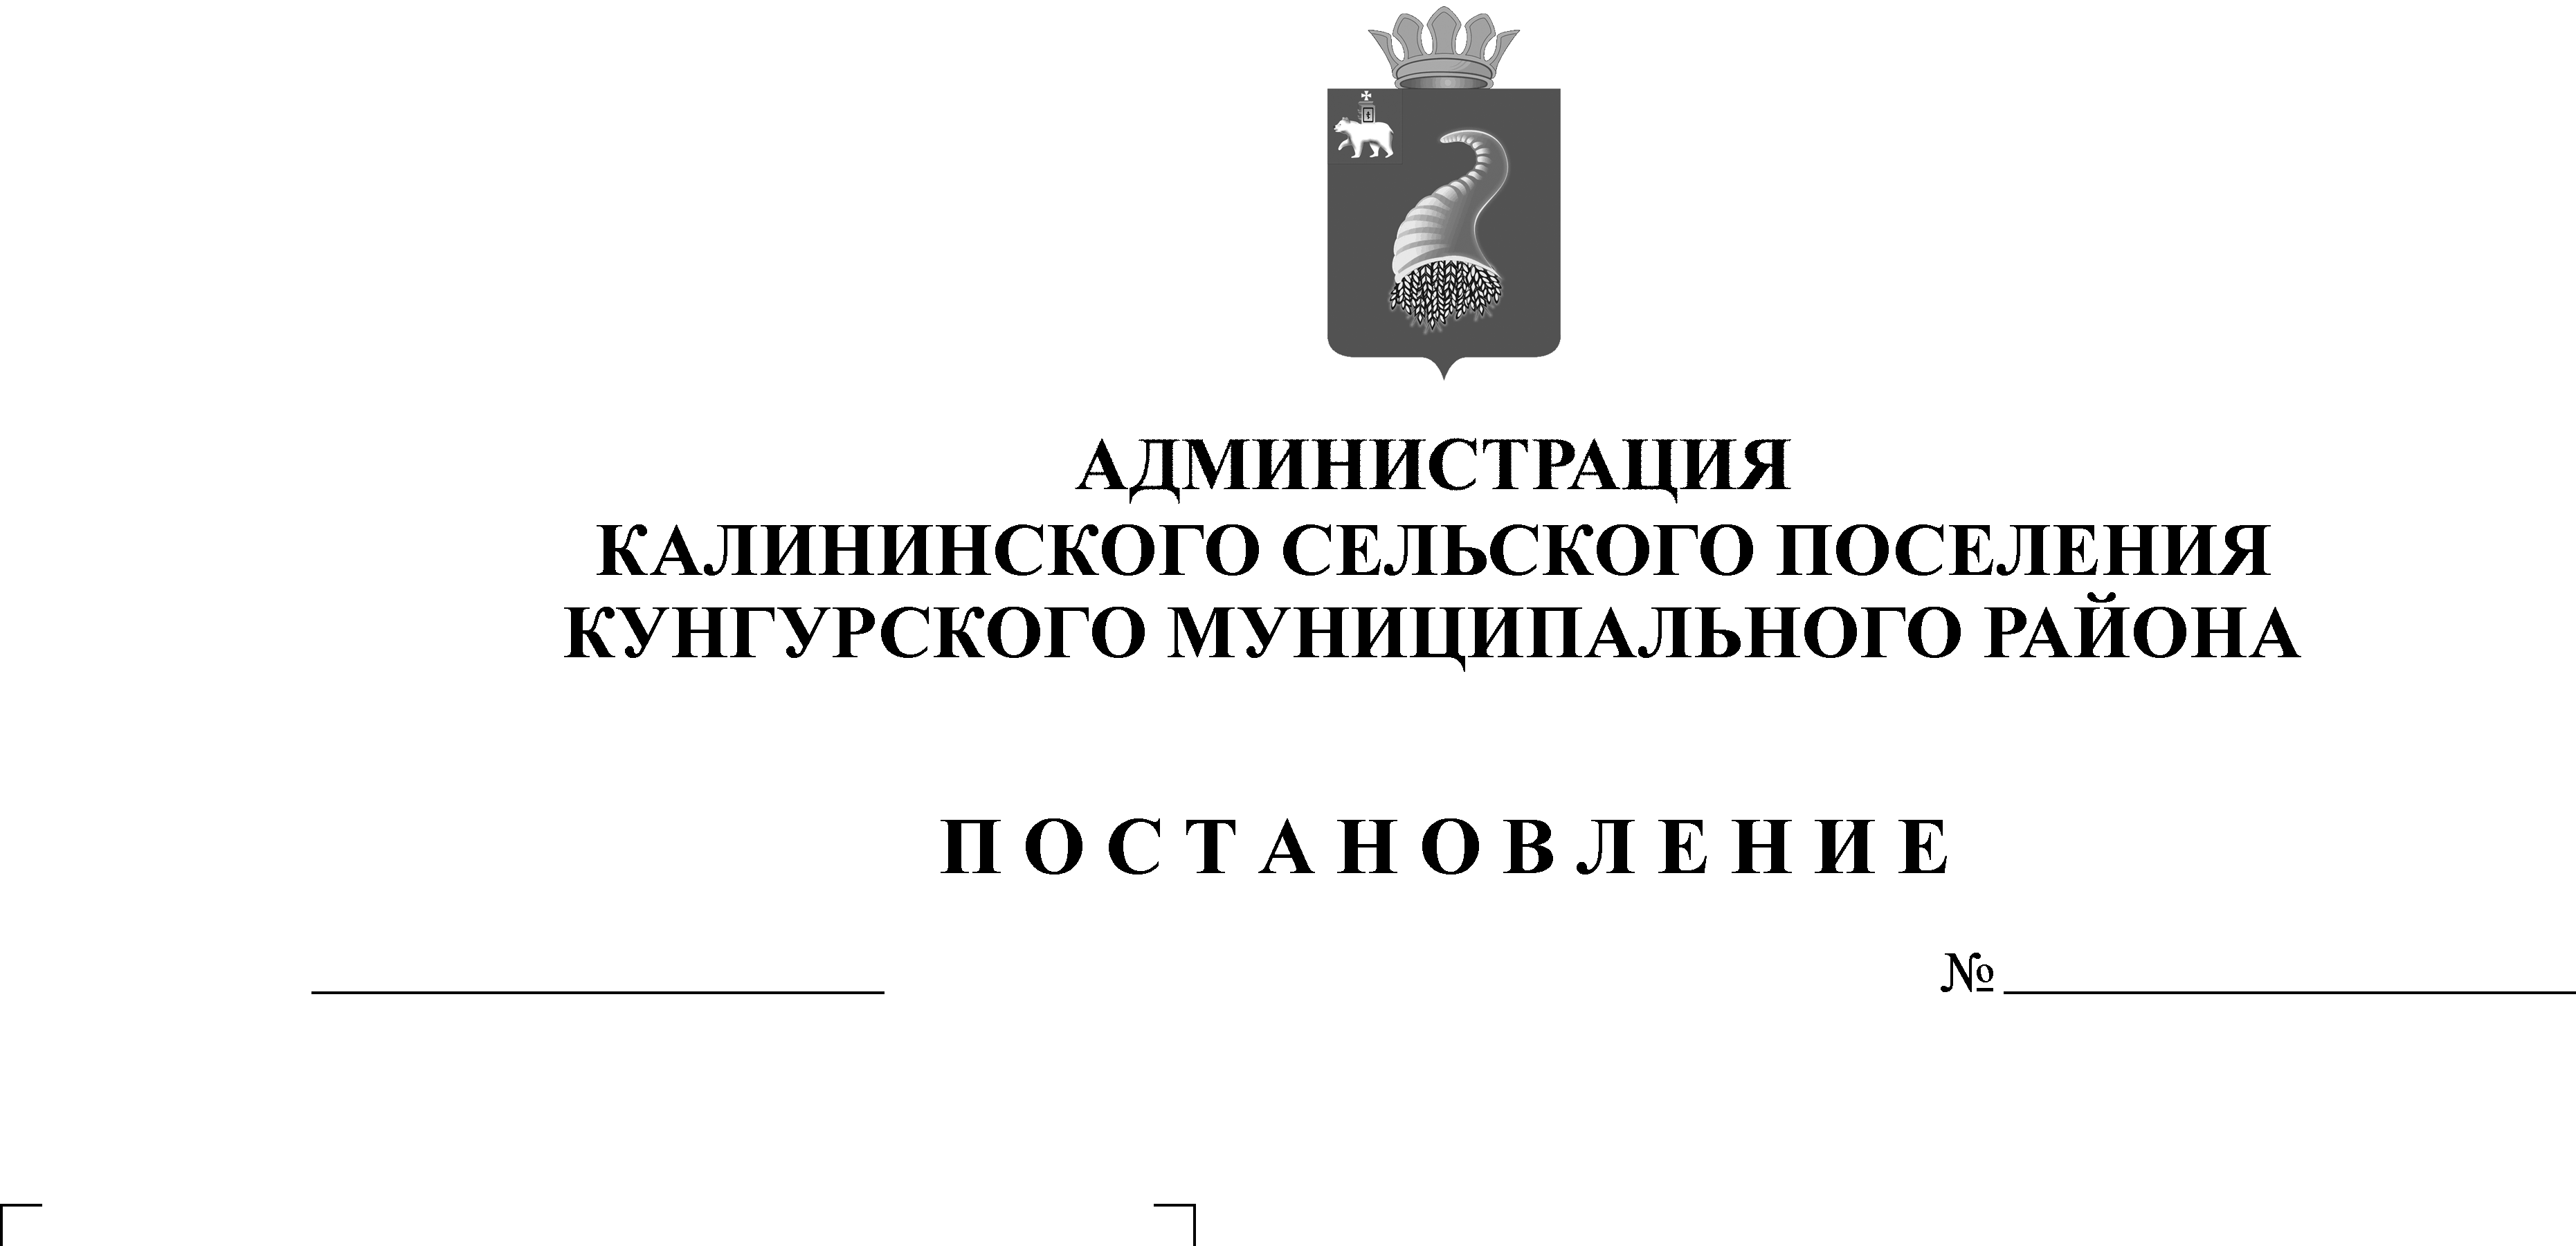 АДМИНИСТРАЦИЯ
КАЛИНИНСКОГО СЕЛЬСКОГО ПОСЕЛЕНИЯ
КУНГУРСКОГО МУНИЦИПАЛЬНОГО РАЙОНА
П О С Т А Н О В Л Е Н И Е
№